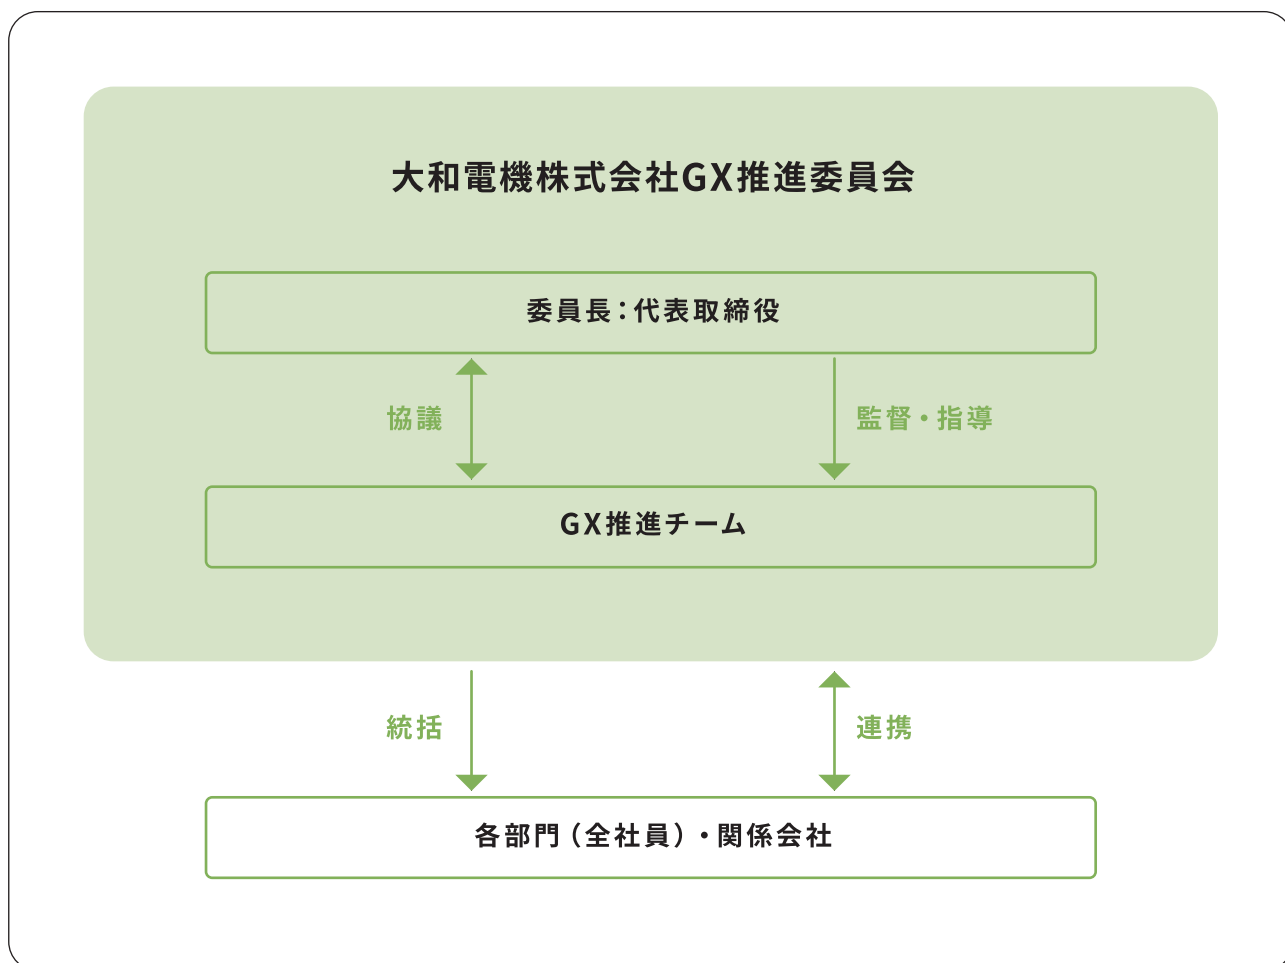 大和電機株式会社GX推進委員会
委員長：代表取締役
協議
監督・指導
GX推進チーム
統括
連携
各部門（全社員）・関係会社